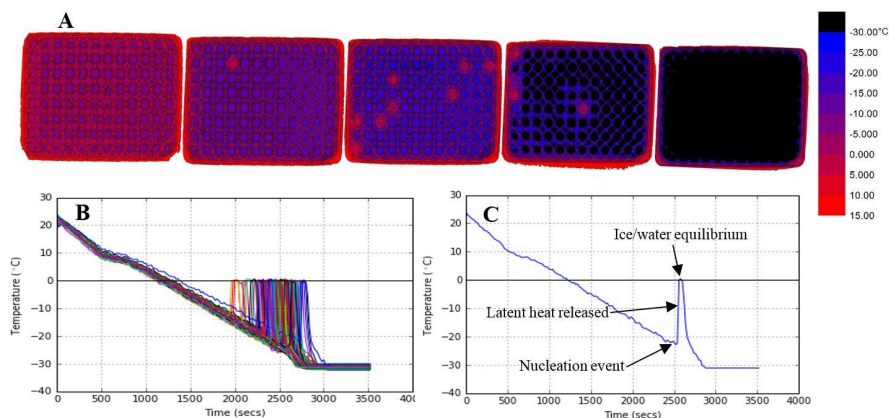 A
-30.00°C
-25.00
-20.00
-15.00
-10.00
-5.000
0.000
5.000
10.00
15.00
B
30
20
10
0
−10
−20
−30
−40
Temperature (°C)
0 500 1000 1500 2000 2500 3000 3500 4000
Time (secs)
C
30
20
10
0
−10
−20
−30
−40
Temperature (°C)
Ice/water equilibrium
Latent heat released
Nucleation event
0 500 1000 1500 2000 2500 3000 3500 4000
Time (secs)